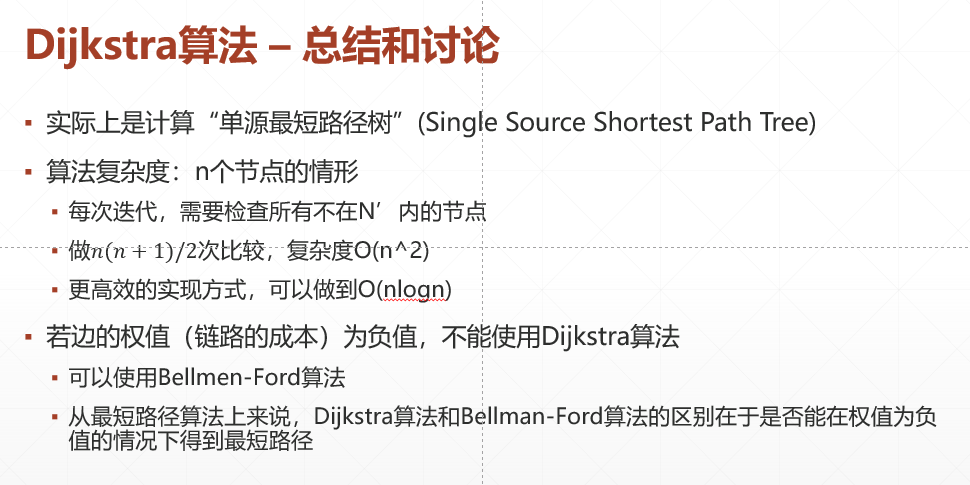 Dijkstra算法 – 总结和讨论
实际上是计算“单源最短路径树”(Single Source Shortest Path Tree)
算法复杂度：n个节点的情形
每次迭代，需要检查所有不在N’ 内的节点
做n(n + 1)/2次比较，复杂度O(n^2)
更高效的实现方式，可以做到O(nlogn)
若边的权值（链路的成本）为负值，不能使用Dijkstra算法
可以使用Bellmen-Ford算法
从最短路径算法上来说，Dijkstra算法和Bellman-Ford算法的区别在于是否能在权值为负
值的情况下得到最短路径